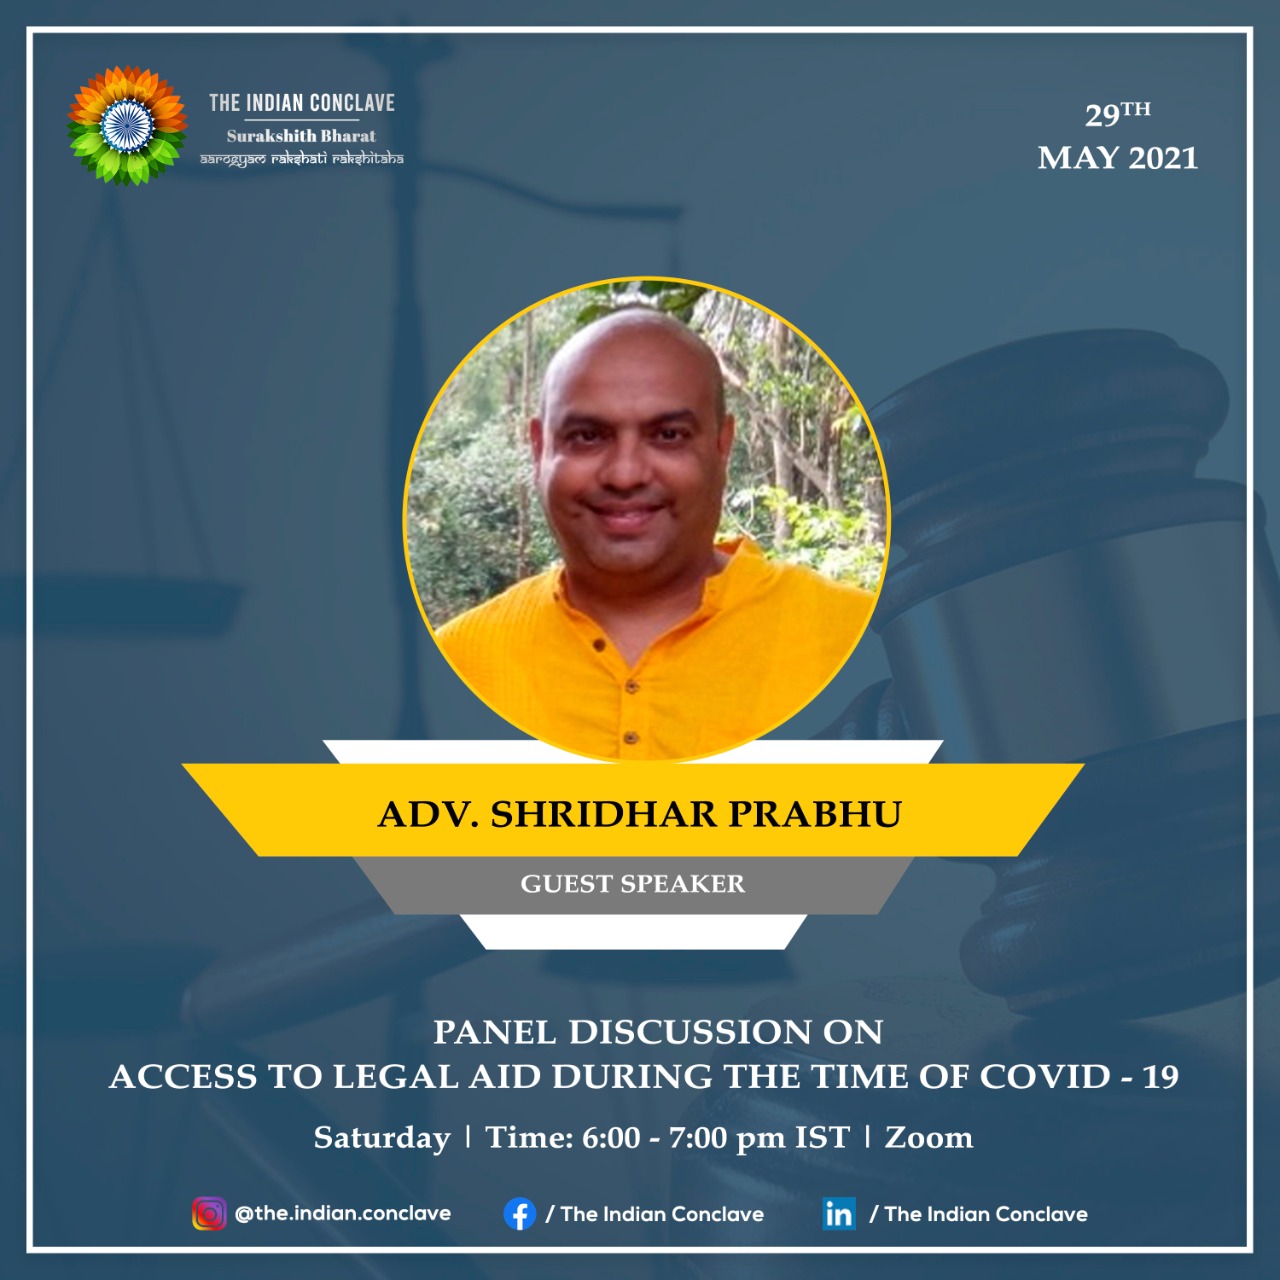 THE INDIAN CONCLAVE
Surakshith Bharat
aarogyam rakshati rakshitaha
29TH
MAY 2021
ADV. SHRIDHAR PRABHU
GUEST SPEAKER
PANEL DISCUSSION ON
ACCESS TO LEGAL AID DURING THE TIME OF COVID - 19
Saturday | Time: 6:00 - 7:00 pm IST | Zoom
@the.indian.conclave / The Indian Conclave in / The Indian Conclave